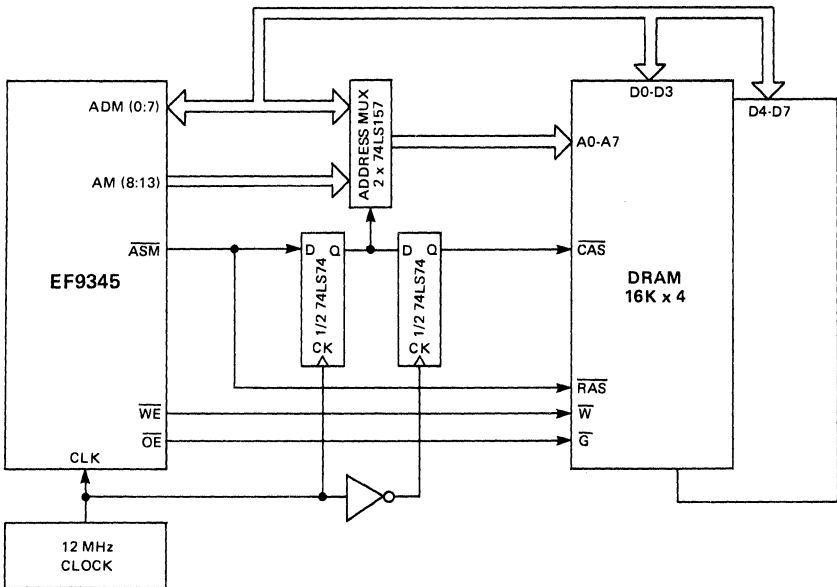 D0-D3
D4-D7
ADM (0:7)
ADDRESS MUX
2 x 74LS157
A0-A7
AM (8:13)
ASM
D Q
1/2 74LS74
CK
D Q
1/2 74LS74
CK
CAS
EF9345
DRAM
16K x 4
RAS
WE
W
OE
G
CLK
12 MHz
CLOCK